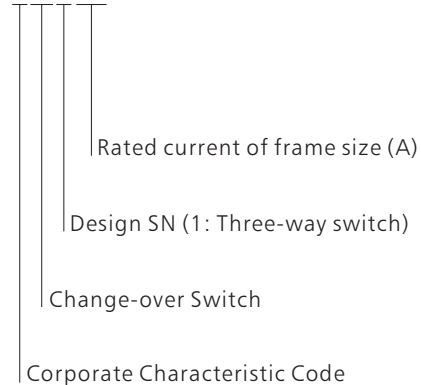 Rated current of frame size (A)
Design SN (1: Three-way switch)
Change-over Switch
Corporate Characteristic Code